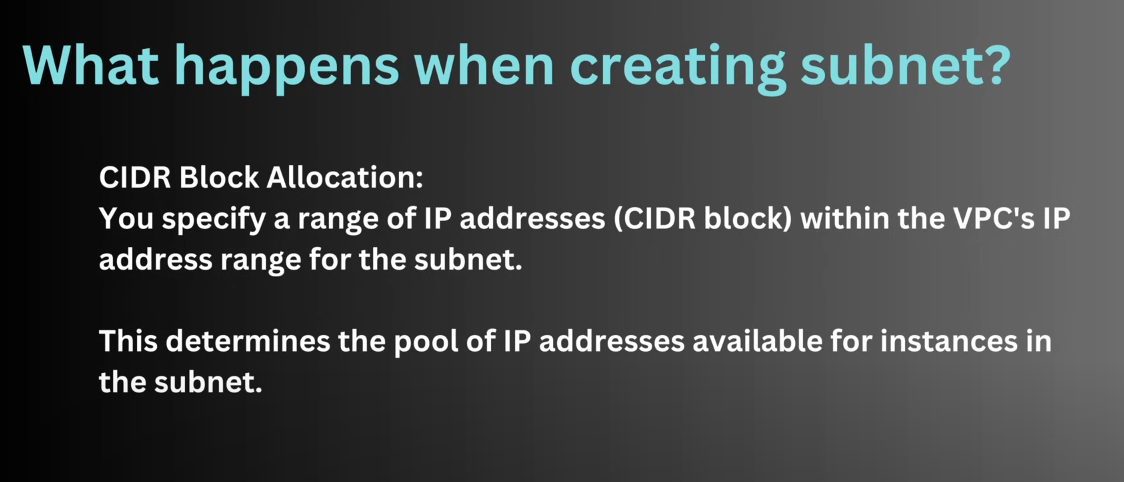 What happens when creating subnet?
CIDR Block Allocation:
You specify a range of IP addresses (CIDR block) within the VPC's IP
address range for the subnet.
This determines the pool of IP addresses available for instances in
the subnet.